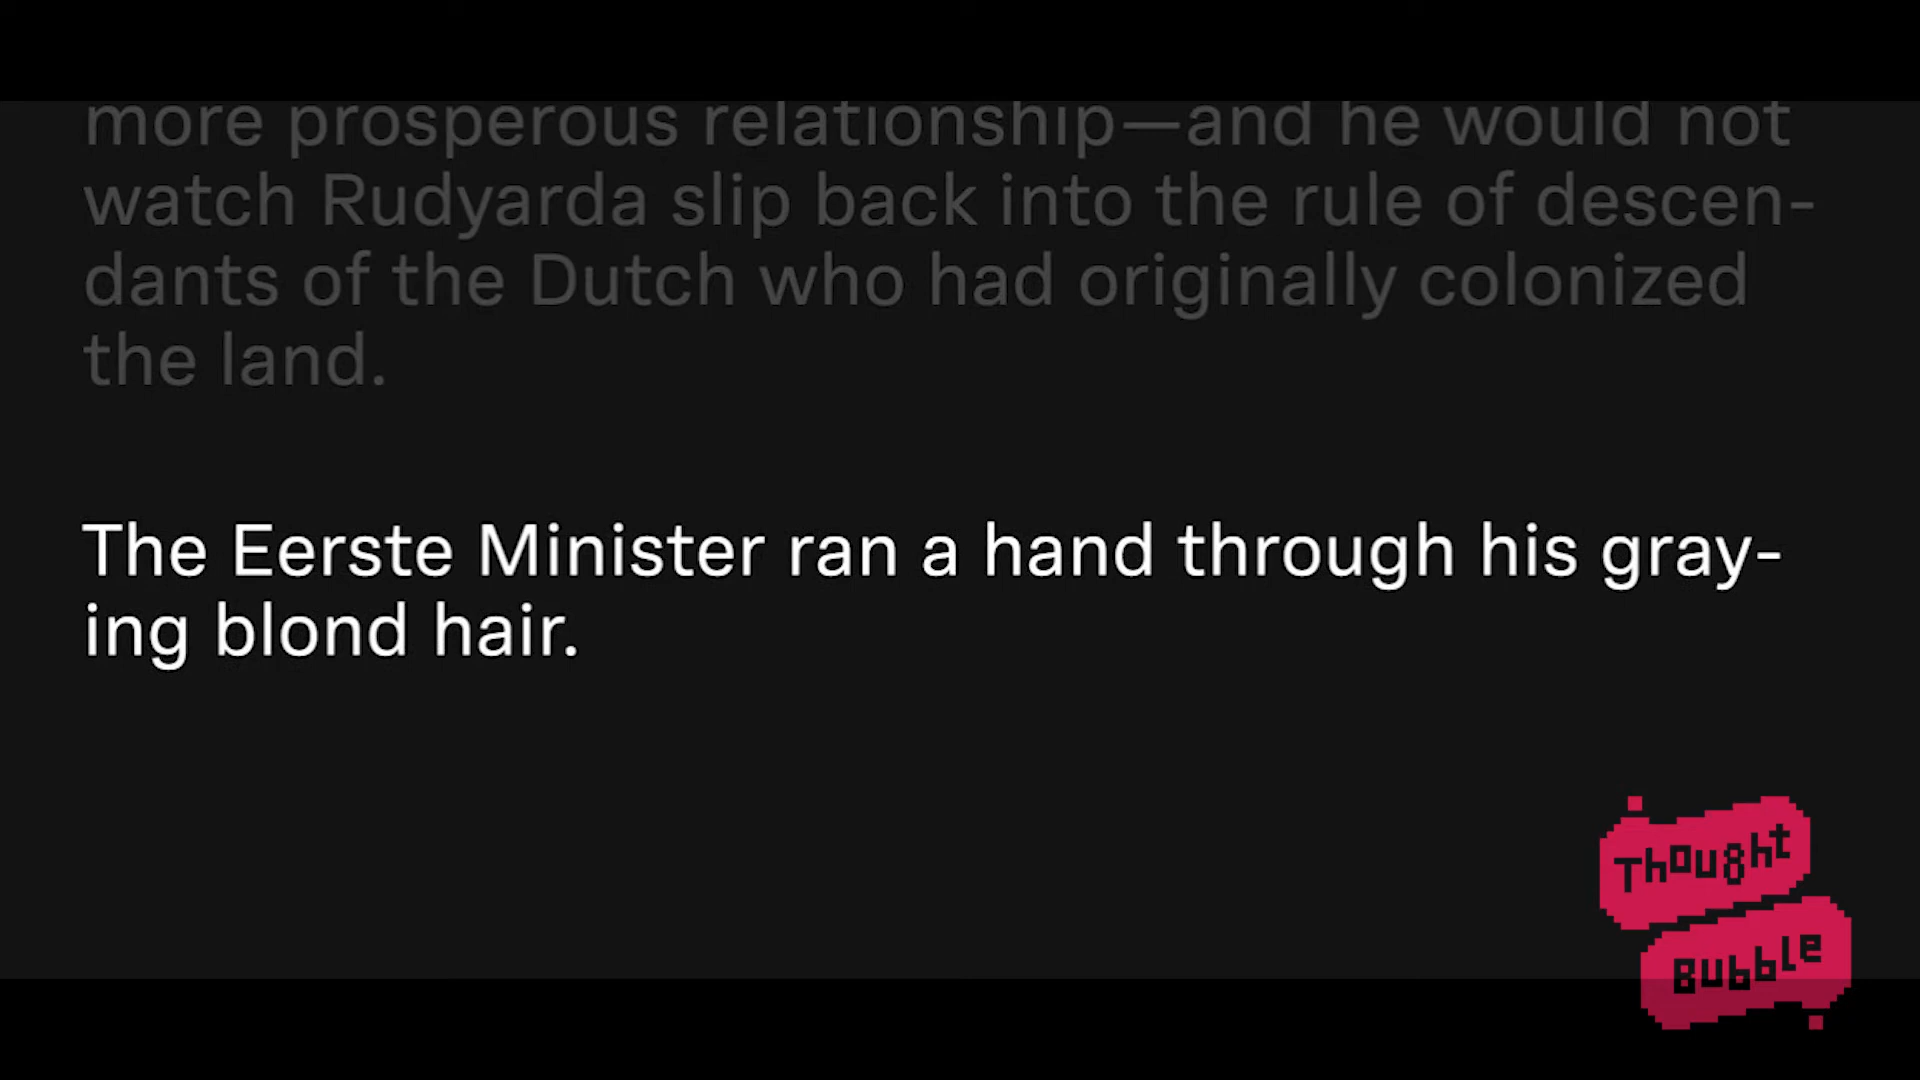 more prosperous relationship—and he would not
watch Rudyarda slip back into the rule of descen-
dants of the Dutch who had originally colonized
the land.
The Eerste Minister ran a hand through his gray-
ing blond hair.
Thou8ht
Bubble